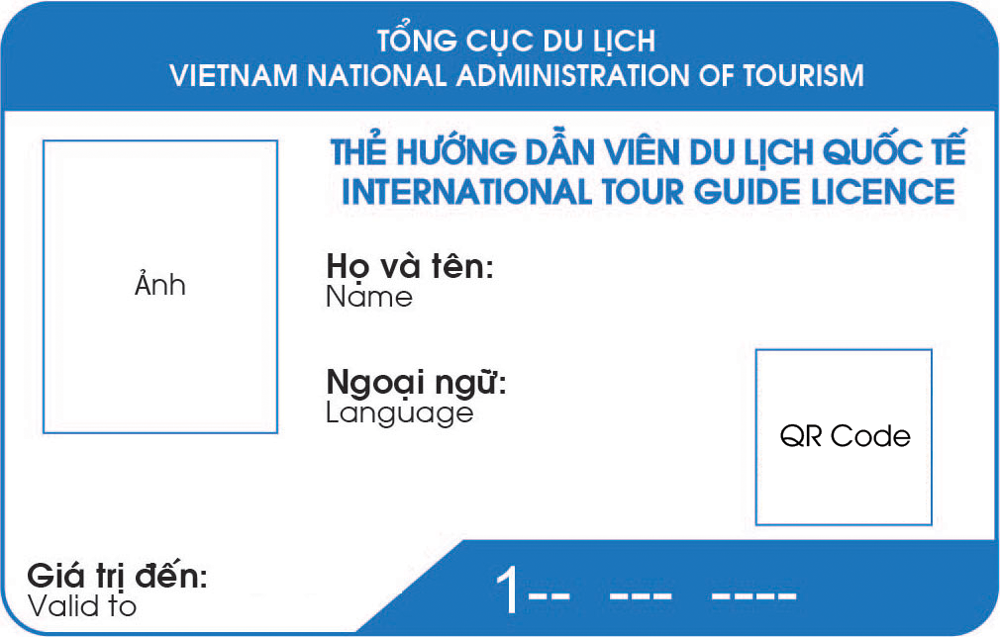 TỔNG CỤC DU LỊCH
VIETNAM NATIONAL ADMINISTRATION OF TOURISM
THẺ HƯỚNG DẪN VIÊN DU LỊCH QUỐC TẾ
INTERNATIONAL TOUR GUIDE LICENCE
Ảnh
Họ và tên:
Name
Ngoại ngữ:
Language
QR Code
Giá trị đến:
Valid to
1-- --- ----